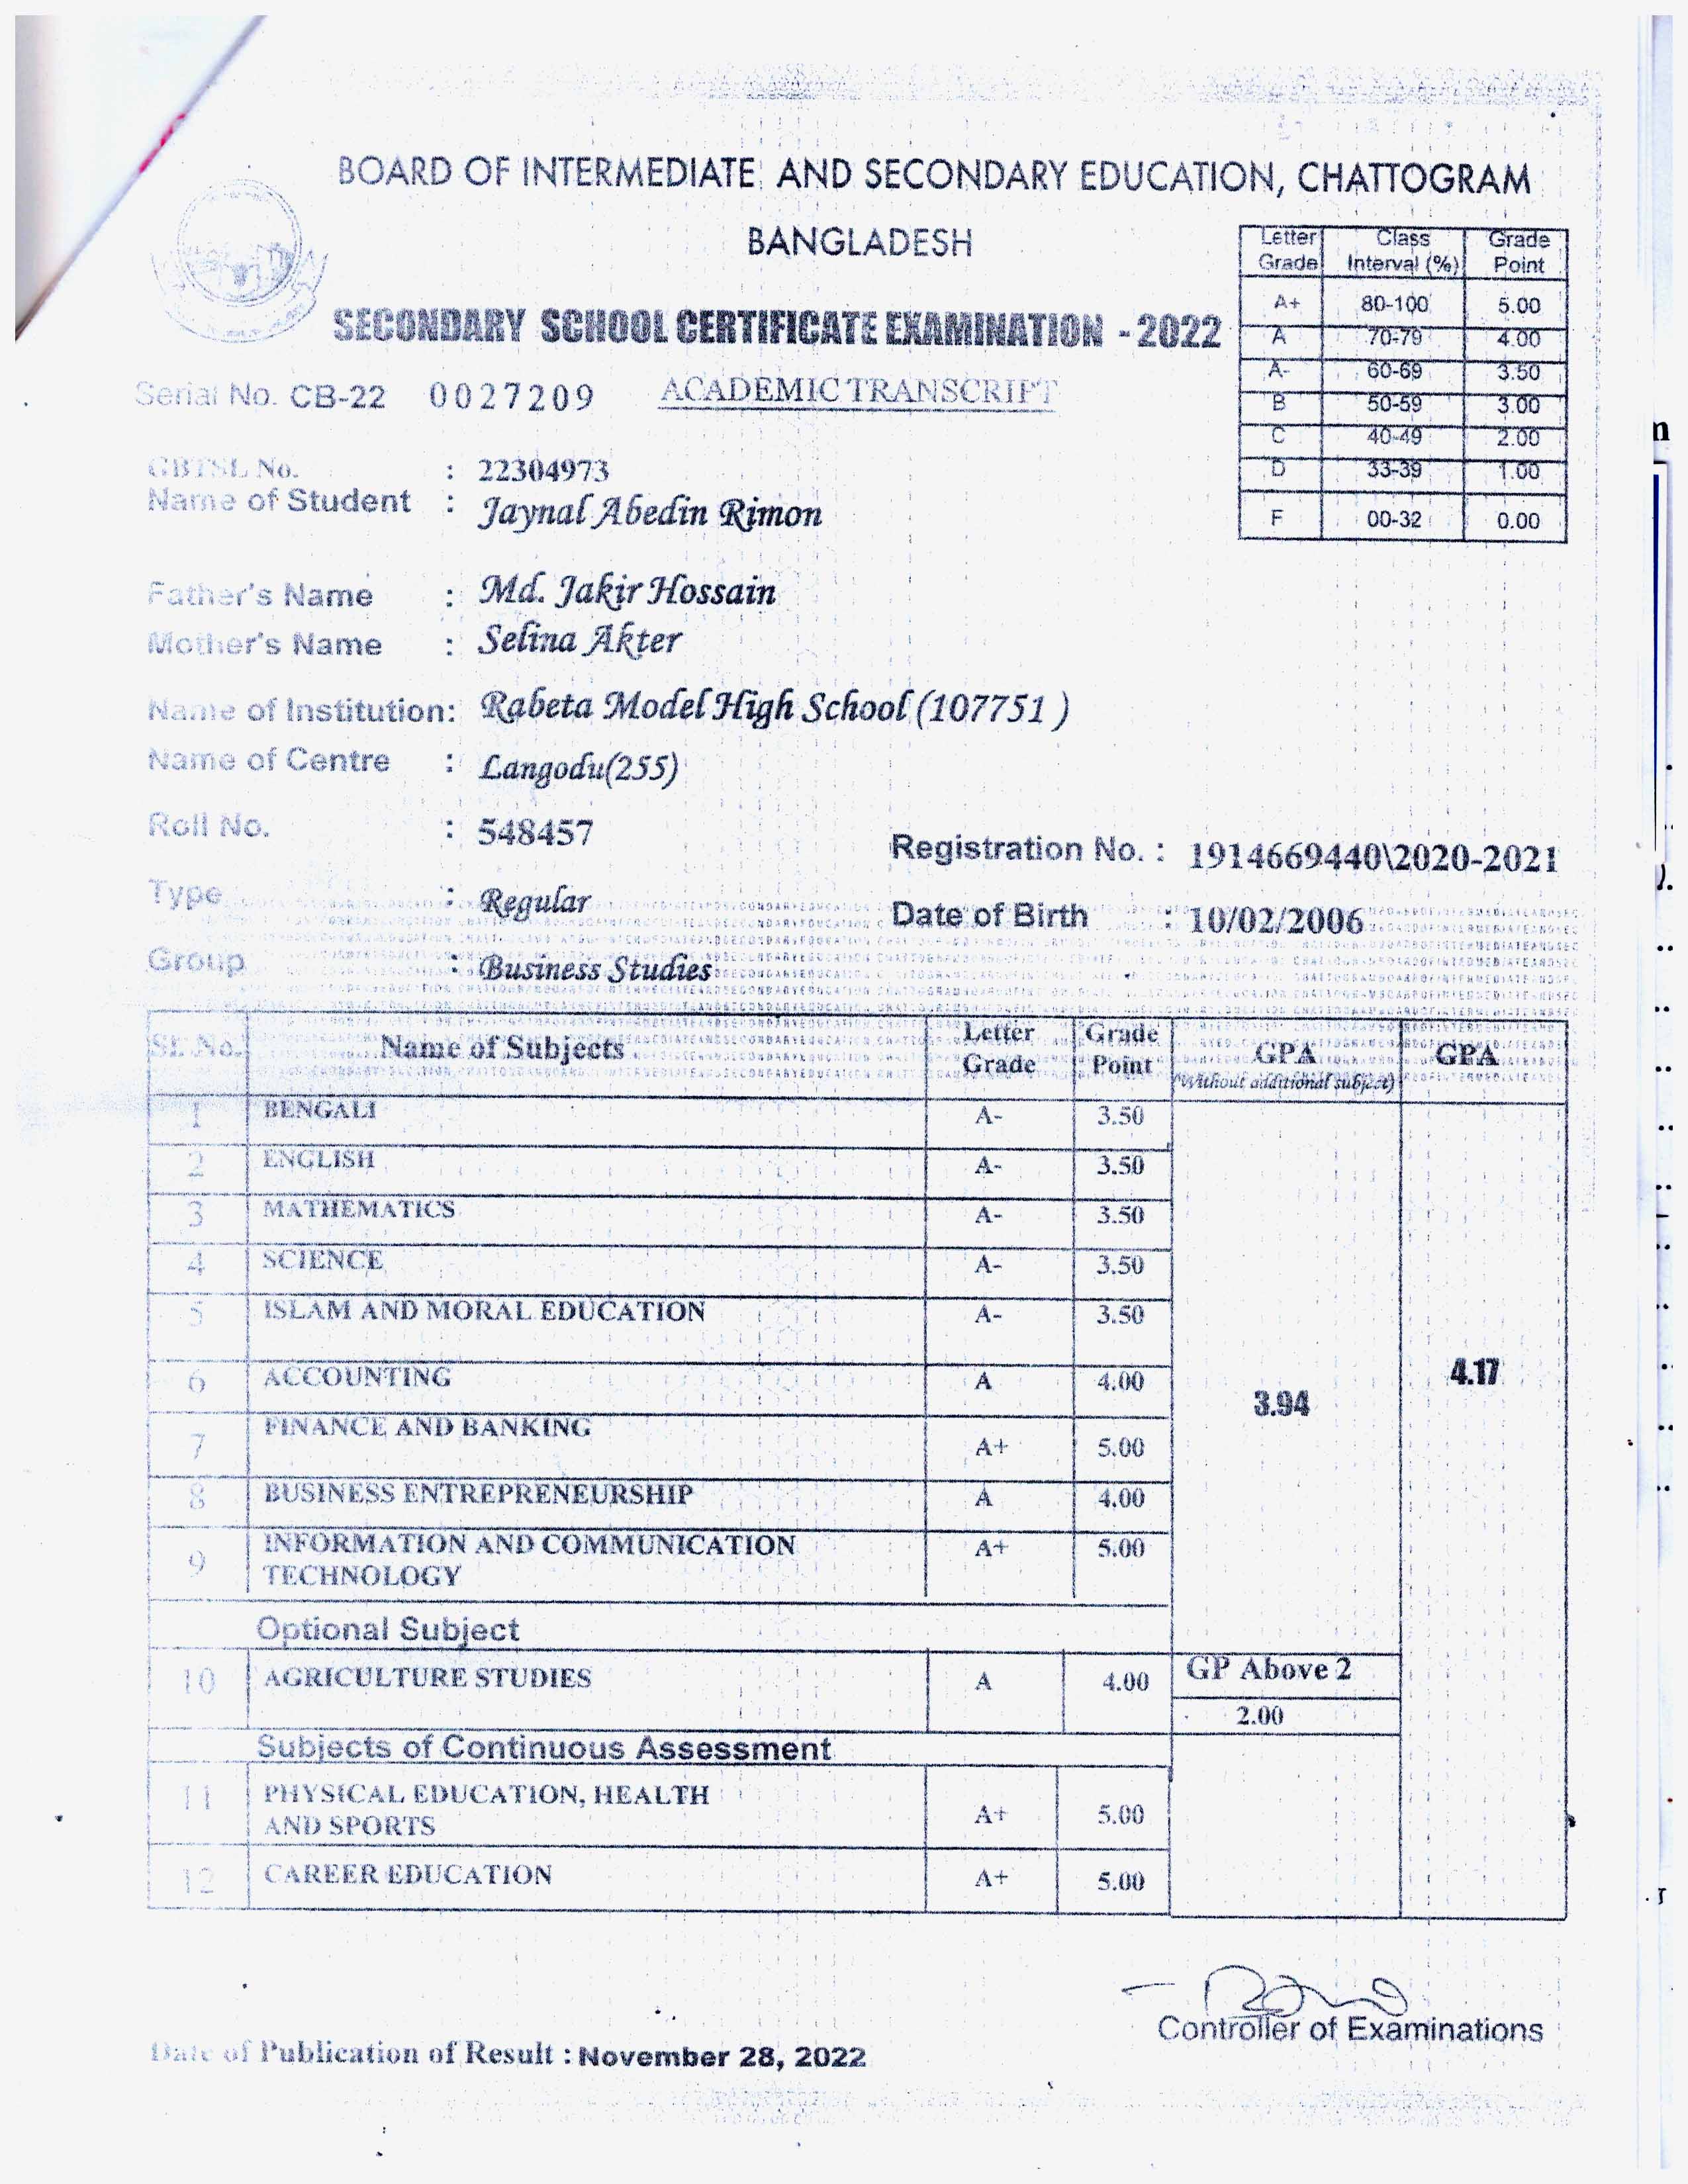 BOARD OF INTERMEDIATE AND SECONDARY EDUCATION, CHATTOGRAM
BANGLADESH
Letter Grade Class Interval (%) Grade Point
A+ 80-100 5.00
A 70-79 4.00
A- 60-69 3.50
B 50-59 3.00
C 40-49 2.00
D 33-39 1.00
F 00-32 0.00
SECONDARY SCHOOL CERTIFICATE EXAMINATION - 2022
Serial No. CB-22 0027209 ACADEMIC TRANSCRIPT
CBTSL No. : 22304973
Name of Student : Jaynal Abedin Rimon
Father's Name : Md. Jakir Hossain
Mother's Name : Selina Akter
Name of Institution: Rabeta Model High School (107751 )
Name of Centre : Langodu(255)
Roll No. : 548457
Registration No. : 1914669440\2020-2021
Type : Regular
Date of Birth : 10/02/2006
Group : Business Studies
Sl. No. Name of Subjects Letter Grade Grade Point GPA (Without additional subject) GPA
1 BENGALI A- 3.50
2 ENGLISH A- 3.50
3 MATHEMATICS A- 3.50
4 SCIENCE A- 3.50
5 ISLAM AND MORAL EDUCATION A- 3.50
6 ACCOUNTING A 4.00
3.94 4.17
7 FINANCE AND BANKING A+ 5.00
8 BUSINESS ENTREPRENEURSHIP A 4.00
9 INFORMATION AND COMMUNICATION A+ 5.00
TECHNOLOGY
Optional Subject
10 AGRICULTURE STUDIES A 4.00 GP Above 2
2.00
Subjects of Continuous Assessment
11 PHYSICAL EDUCATION, HEALTH
AND SPORTS A+ 5.00
12 CAREER EDUCATION A+ 5.00
Controller of Examinations
Date of Publication of Result : November 28, 2022